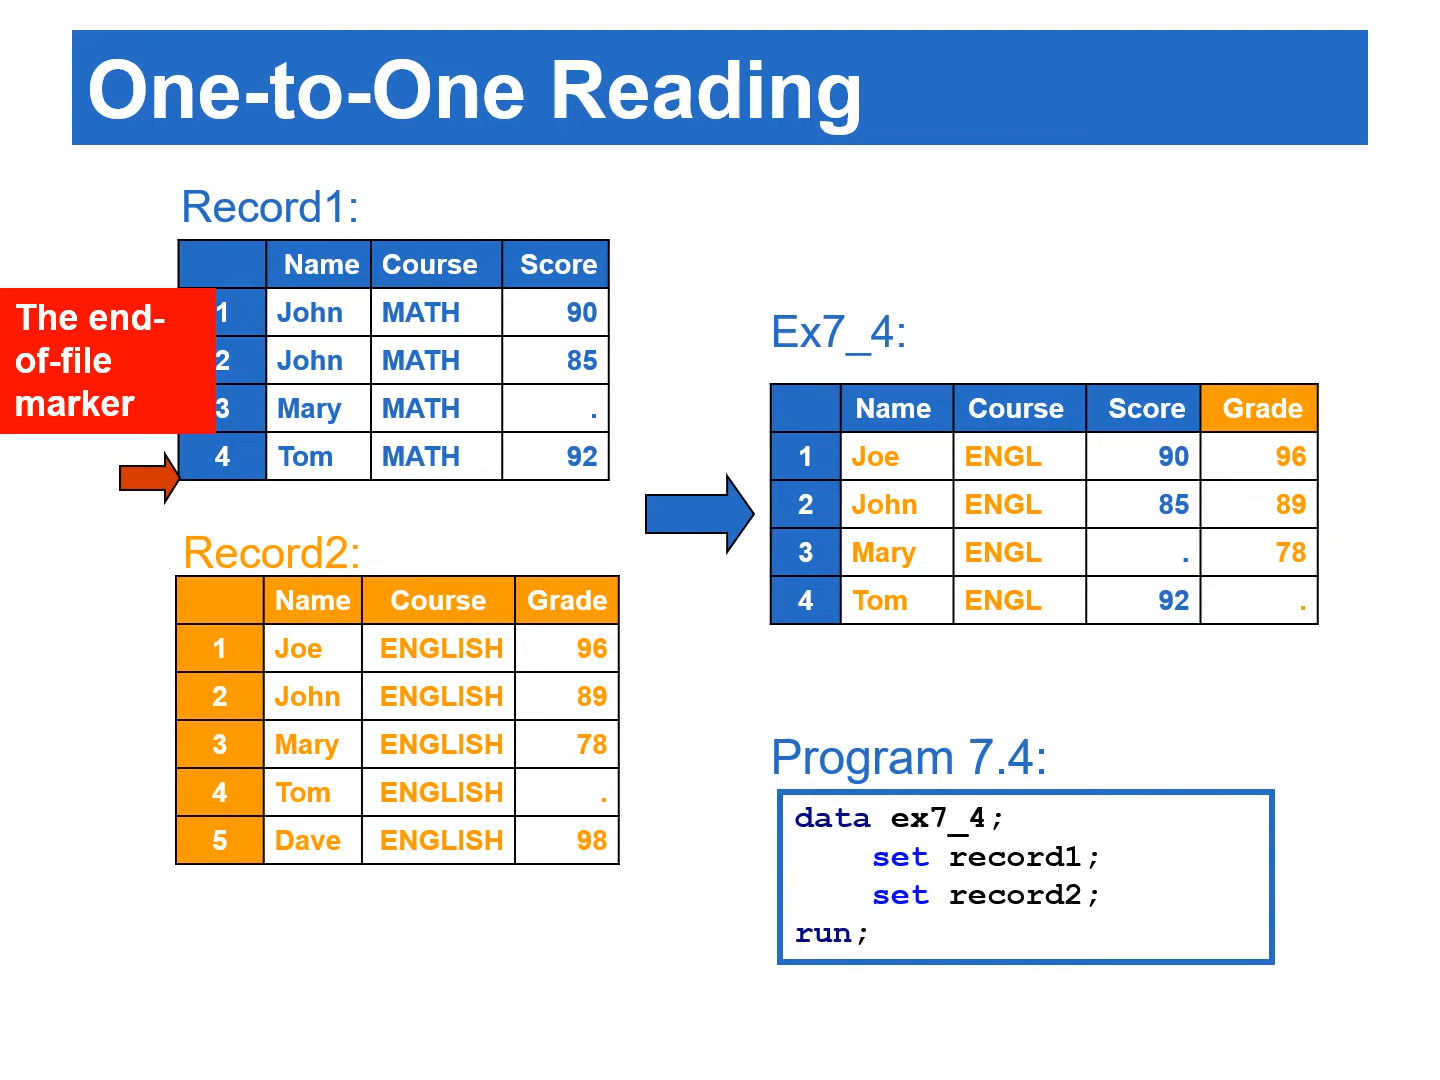 One-to-One Reading
Record1:
Name Course Score
1 John MATH 90
2 John MATH 85
3 Mary MATH .
4 Tom MATH 92
The end-
of-file
marker
Record2:
Name Course Grade
1 Joe ENGLISH 96
2 John ENGLISH 89
3 Mary ENGLISH 78
4 Tom ENGLISH .
5 Dave ENGLISH 98
Ex7_4:
Name Course Score Grade
1 Joe ENGL 90 96
2 John ENGL 85 89
3 Mary ENGL . 78
4 Tom ENGL 92 .
Program 7.4:
data ex7_4;
set record1;
set record2;
run;